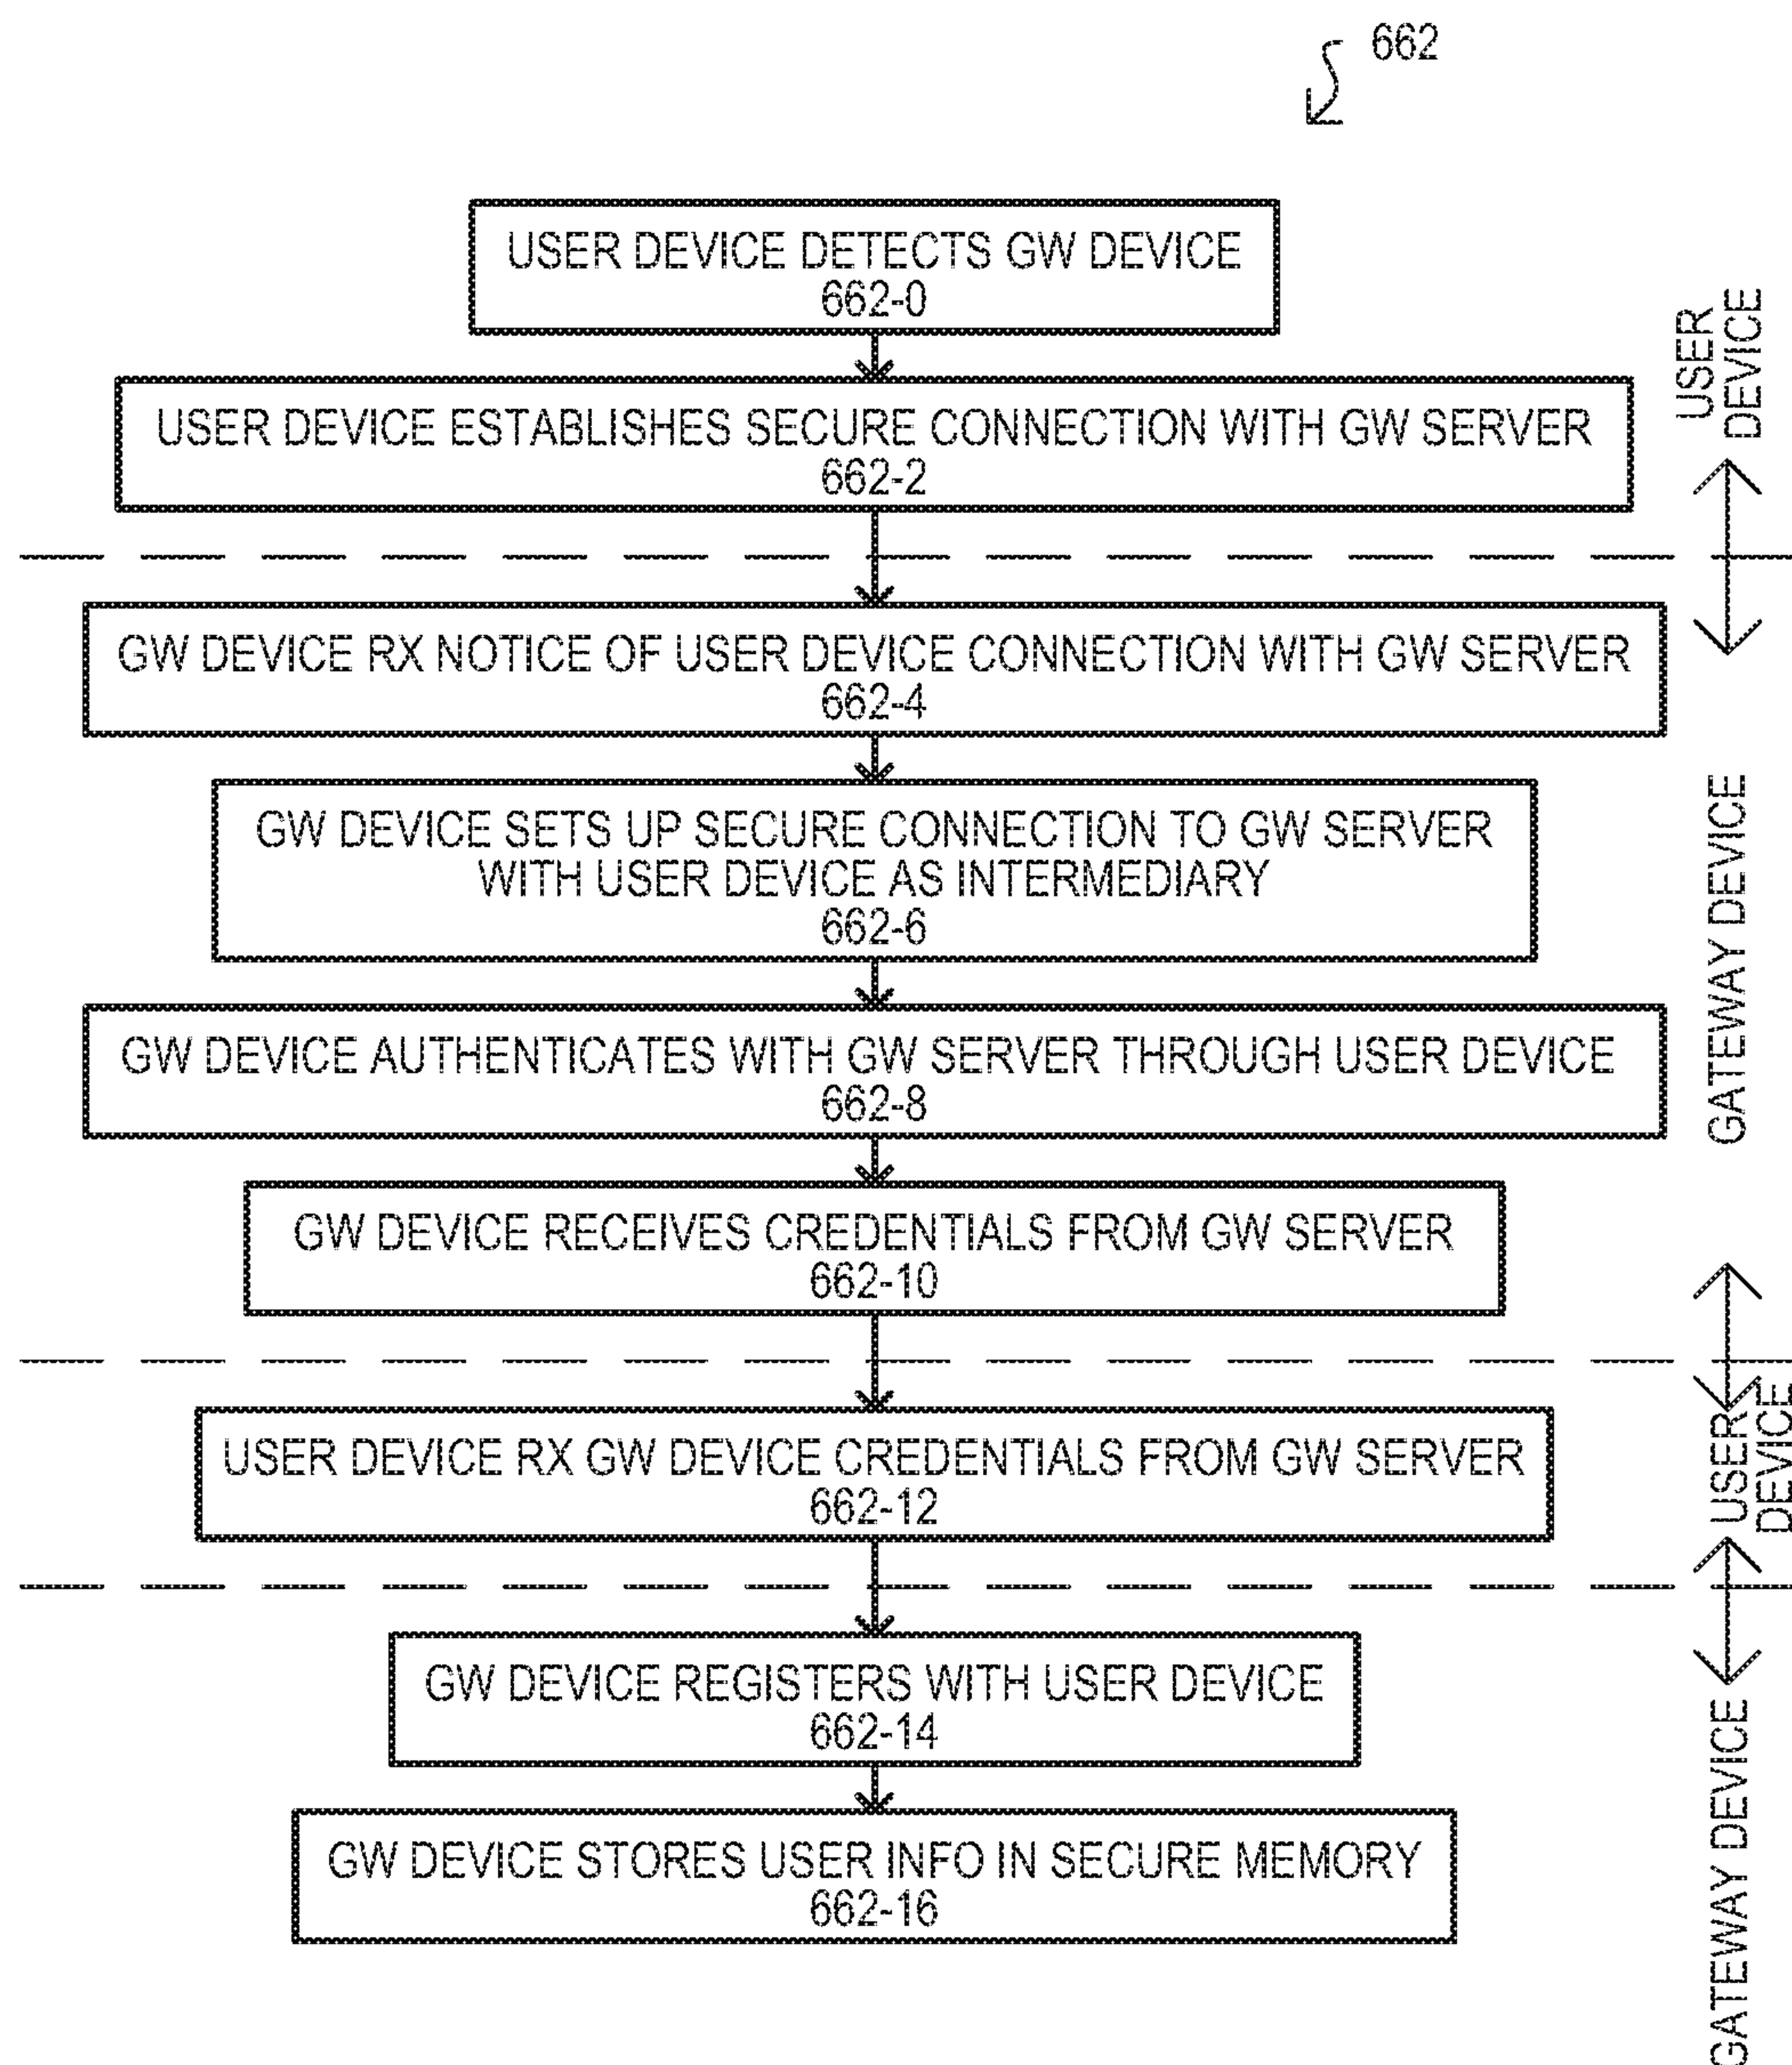 662
USER DEVICE DETECTS GW DEVICE
662-0
USER DEVICE ESTABLISHES SECURE CONNECTION WITH GW SERVER
662-2
USER
DEVICE
GW DEVICE RX NOTICE OF USER DEVICE CONNECTION WITH GW SERVER
662-4
GW DEVICE SETS UP SECURE CONNECTION TO GW SERVER
WITH USER DEVICE AS INTERMEDIARY
662-6
GW DEVICE AUTHENTICATES WITH GW SERVER THROUGH USER DEVICE
662-8
GW DEVICE RECEIVES CREDENTIALS FROM GW SERVER
662-10
GATEWAY DEVICE
USER DEVICE RX GW DEVICE CREDENTIALS FROM GW SERVER
662-12
USER
DEVICE
GW DEVICE REGISTERS WITH USER DEVICE
662-14
GW DEVICE STORES USER INFO IN SECURE MEMORY
662-16
GATEWAY DEVICE